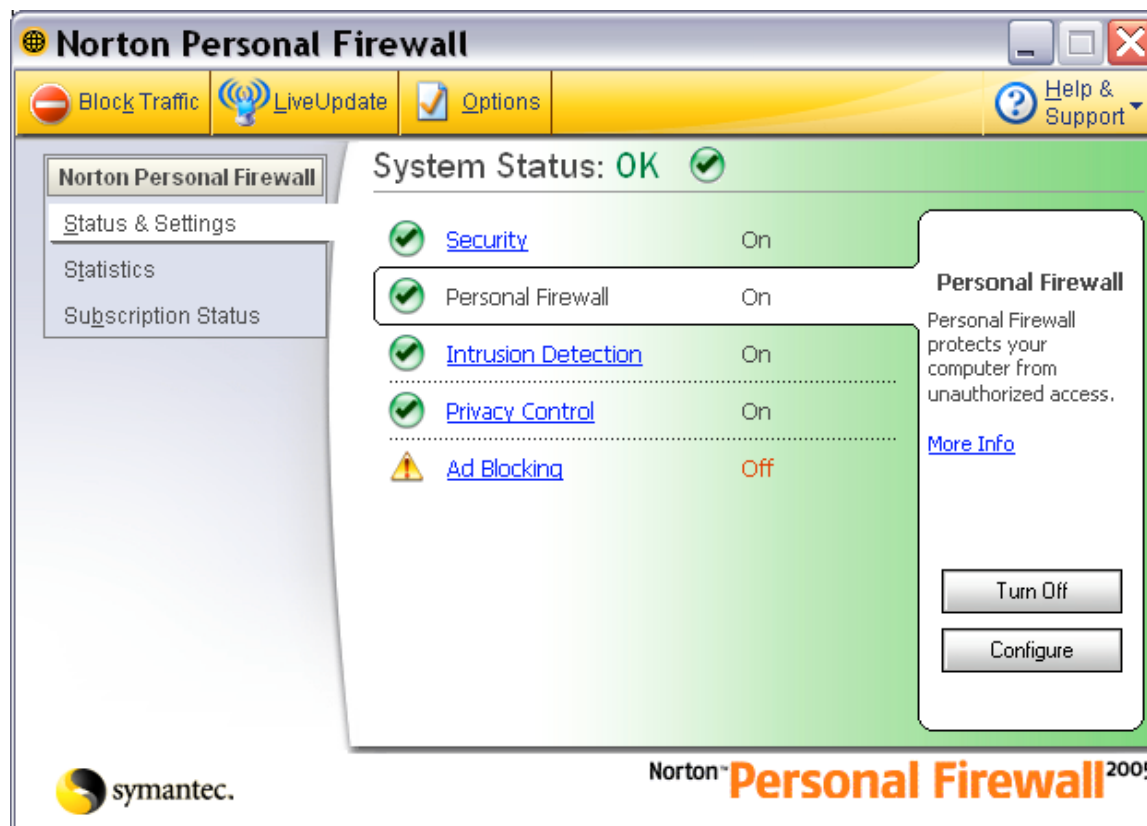 Norton Personal Firewall
Block Traffic
LiveUpdate
Options
Help &
Support
Norton Personal Firewall
Status & Settings
Statistics
Subscription Status
System Status: OK
Security On
Personal Firewall On
Intrusion Detection On
Privacy Control On
Ad Blocking Off
Personal Firewall
Personal Firewall
protects your
computer from
unauthorized access.
More Info
Turn Off
Configure
symantec.
Norton™ Personal Firewall 2005